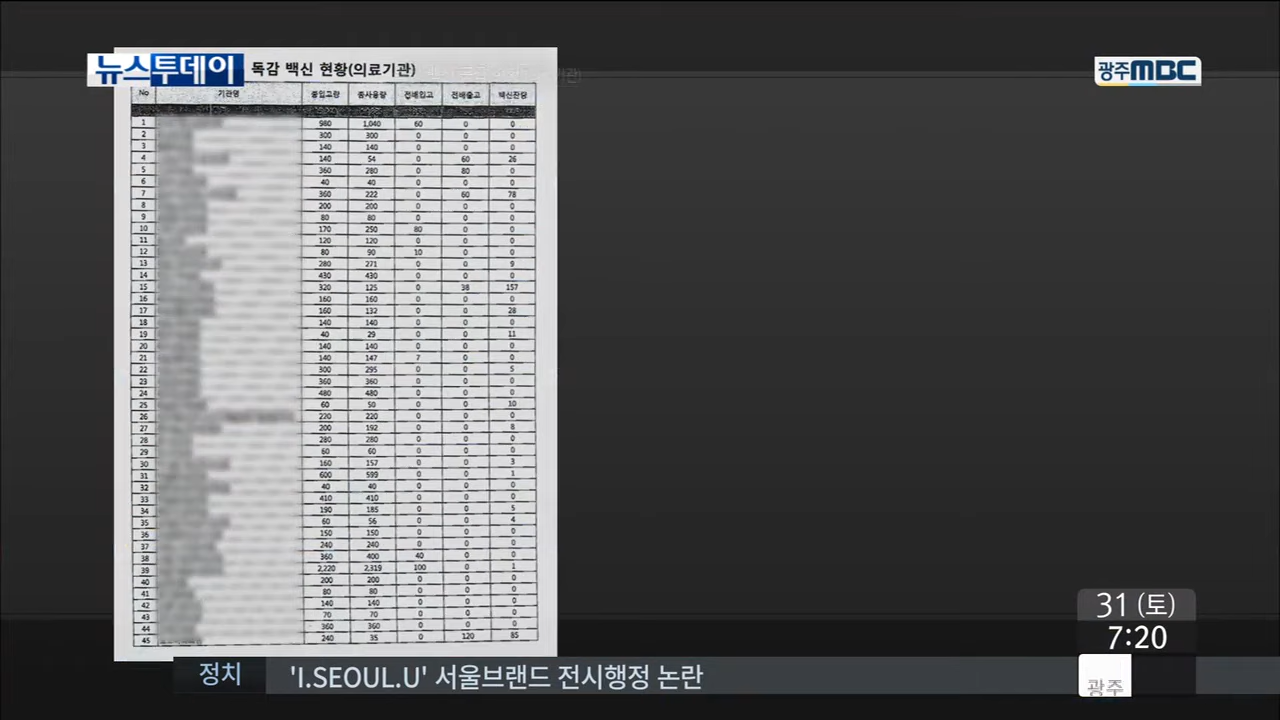 뉴스투데이
독감 백신 현황(의료기관)
광주MBC
No 기관명 총입고량 총사용량 전배입고 전배출고 백신잔량
1 980 1,040 60 0 0
2 300 300 0 0 0
3 140 140 0 0 0
4 140 54 0 60 26
5 360 280 0 80 0
6 40 40 0 0 0
7 360 222 0 60 78
8 200 200 0 0 0
9 80 80 0 0 0
10 170 250 80 0 0
11 120 120 0 0 0
12 80 90 10 0 0
13 280 271 0 0 9
14 430 430 0 0 0
15 320 125 0 38 157
16 160 160 0 0 0
17 160 132 0 0 28
18 140 140 0 0 0
19 40 29 0 0 11
20 140 140 0 0 0
21 140 147 7 0 0
22 300 295 0 0 5
23 360 360 0 0 0
24 480 480 0 0 0
25 60 50 0 0 10
26 220 220 0 0 0
27 200 192 0 0 8
28 280 280 0 0 0
29 60 60 0 0 0
30 160 157 0 0 3
31 600 599 0 0 1
32 40 40 0 0 0
33 410 410 0 0 0
34 190 185 0 0 5
35 60 56 0 0 4
36 150 150 0 0 0
37 240 240 0 0 0
38 360 400 40 0 0
39 2,220 2,319 100 0 1
40 200 200 0 0 0
41 80 80 0 0 0
42 140 140 0 0 0
43 70 70 0 0 0
44 360 360 0 0 0
45 240 35 0 120 85
31 (토)
7:20
정치 'I.SEOUL.U' 서울브랜드 전시행정 논란
광주